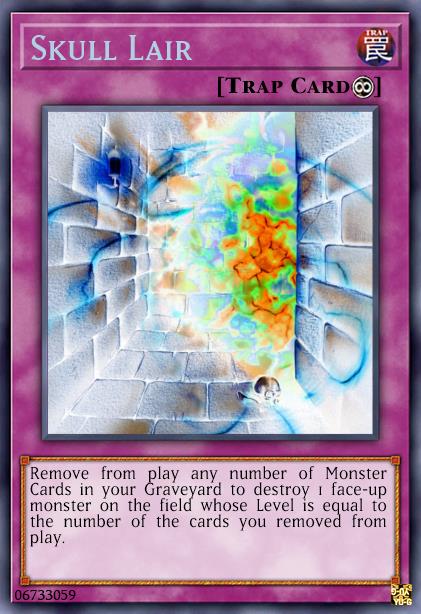 Skull Lair
TRAP
罠
[Trap Card]
Remove from play any number of Monster
Cards in your Graveyard to destroy 1 face-up
monster on the field whose Level is equal to
the number of the cards you removed from
play.
06733059